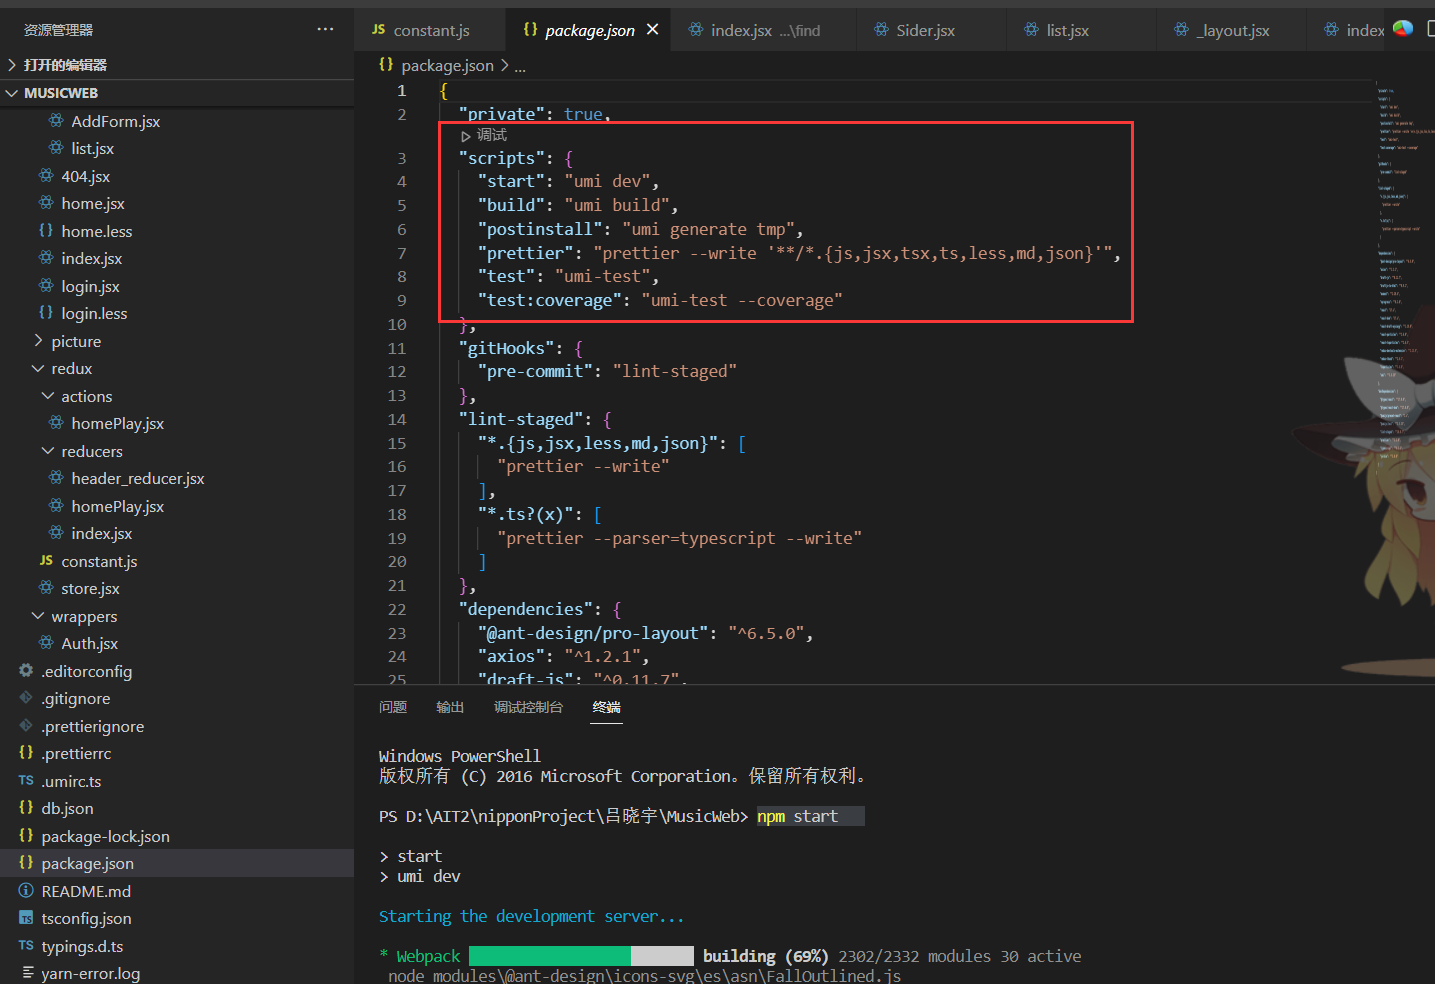 资源管理器 ···
打开的编辑器
MUSICWEB
AddForm.jsx
list.jsx
404.jsx
home.jsx
home.less
index.jsx
login.jsx
login.less
picture
redux
actions
homePlay.jsx
reducers
header_reducer.jsx
homePlay.jsx
index.jsx
JS constant.js
store.jsx
wrappers
Auth.jsx
.editorconfig
.gitignore
.prettierignore
{} .prettierrc
TS .umirc.ts
{} db.json
{} package-lock.json
{} package.json
README.md
TS tsconfig.json
TS typings.d.ts
yarn-error.log
JS constant.js {} package.json × index.jsx ...\find Sider.jsx list.jsx _layout.jsx index
{} package.json > ...
1 {
2 "private": true,
调试
3 "scripts": {
4 "start": "umi dev",
5 "build": "umi build",
6 "postinstall": "umi generate tmp",
7 "prettier": "prettier --write '**/*.{js,jsx,tsx,ts,less,md,json}'",
8 "test": "umi-test",
9 "test:coverage": "umi-test --coverage"
10 },
11 "gitHooks": {
12 "pre-commit": "lint-staged"
13 },
14 "lint-staged": {
15 "*.{js,jsx,less,md,json}": [
16 "prettier --write"
17 ],
18 "*.ts?(x)": [
19 "prettier --parser=typescript --write"
20 ]
21 },
22 "dependencies": {
23 "@ant-design/pro-layout": "^6.5.0",
24 "axios": "^1.2.1",
25 "draft-js": "^0.11.7",
问题 输出 调试控制台 终端
Windows PowerShell
版权所有 (C) 2016 Microsoft Corporation。保留所有权利。
PS D:\AIT2\nipponProject\吕晓宇\MusicWeb> npm start
> start
> umi dev
Starting the development server...
* Webpack building (69%) 2302/2332 modules 30 active
node_modules\@ant-design\icons-svg\es\asn\FallOutlined.js